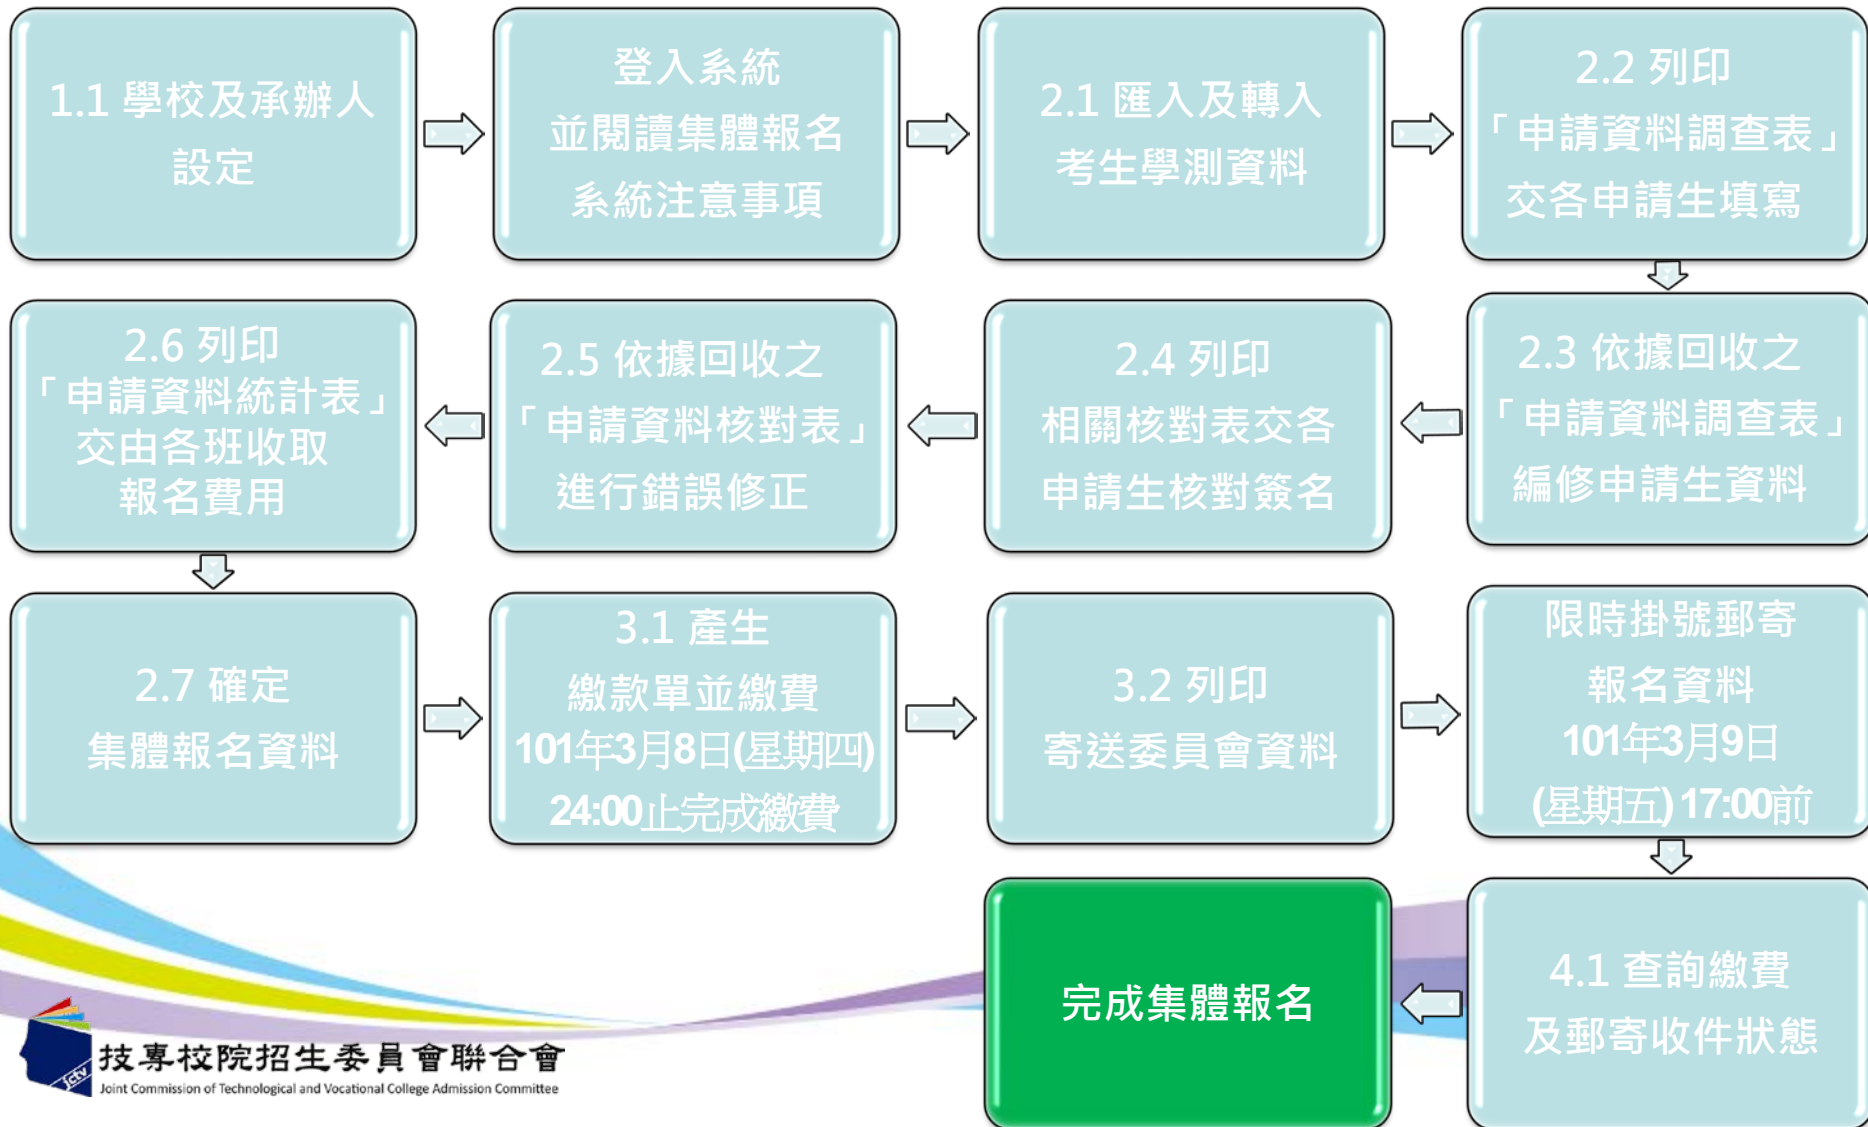 1.1 學校及承辦人
設定
登入系統
並閱讀集體報名
系統注意事項
2.1 匯入及轉入
考生學測資料
2.2 列印
「申請資料調查表」
交各申請生填寫
2.3 依據回收之
「申請資料調查表」
編修申請生資料
2.4 列印
相關核對表交各
申請生核對簽名
2.5 依據回收之
「申請資料核對表」
進行錯誤修正
2.6 列印
「申請資料統計表」
交由各班收取
報名費用
2.7 確定
集體報名資料
3.1 產生
繳款單並繳費
101年3月8日(星期四)
24:00止完成繳費
3.2 列印
寄送委員會資料
限時掛號郵寄
報名資料
101年3月9日
(星期五) 17:00前
4.1 查詢繳費
及郵寄收件狀態
完成集體報名
jctv
技專校院招生委員會聯合會
Joint Commission of Technological and Vocational College Admission Committee